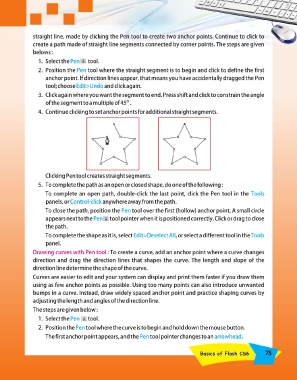 straight line, made by clicking the Pen tool to create two anchor points. Continue to click to
create a path made of straight line segments connected by corner points. The steps are given
belows:
1. Select the Pen tool.
2. Position the Pen tool where the straight segment is to begin and click to define the first
anchor point. If direction lines appear, that means you have accidentally dragged the Pen
tool; choose Edit> Undo and click again.
3. Click again where you want the segment to end. Press shift and click to constrain the angle
of the segment to a multiple of 45°.
4. Continue clicking to set anchor points for additional straight segments.
Clicking Pen tool creates straight segments.
5. To complete the path as an open or closed shape, do one of the following:
To complete an open path, double-click the last point, click the Pen tool in the Tools
panels, or Control-click anywhere away from the path.
To close the path, position the Pen tool over the first (hollow) anchor point. A small circle
appears next to the Pen tool pointer when it is positioned correctly. Click or drag to close
the path.
To complete the shape as it is, select Edit>Deselect All, or select a different tool in the Tools
panel.
Drawing curves with Pen tool : To create a curve, add an anchor point where a curve changes
direction and drag the direction lines that shapes the curve. The length and slope of the
direction line determine the shape of the curve.
Curves are easier to edit and your system can display and print them faster if you draw them
using as few anchor points as possible. Using too many points can also introduce unwanted
bumps in a curve. Instead, draw widely spaced anchor point and practice shaping curves by
adjusting the length and angles of the direction line.
The steps are given below:
1. Select the Pen tool.
2. Position the Pen tool where the curve is to begin and hold down the mouse button.
The first anchor point appears, and the Pen tool pointer changes to an arrowhead.
Basics of Flash CS6 75